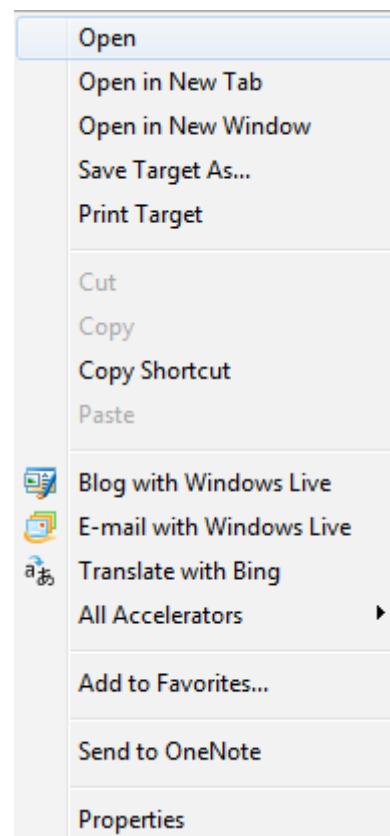 Open
Open in New Tab
Open in New Window
Save Target As...
Print Target
Cut
Copy
Copy Shortcut
Paste
Blog with Windows Live
E-mail with Windows Live
Translate with Bing
All Accelerators
Add to Favorites...
Send to OneNote
Properties